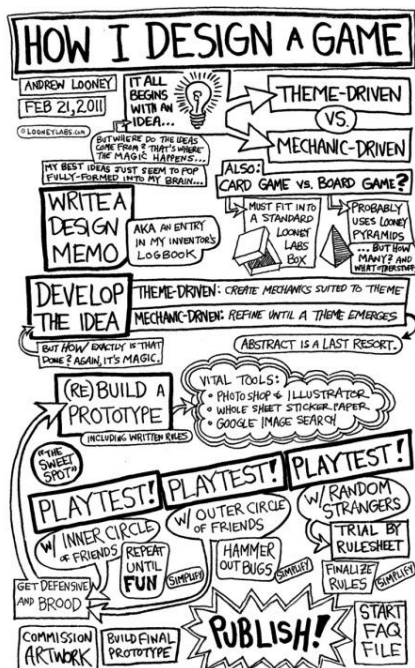 HOW I DESIGN A GAME
ANDREW LOONEY
FEB 21, 2011
© LOONEYLABS.COM
IT ALL
BEGINS
WITH AN
IDEA...
THEME-DRIVEN
VS.
MECHANIC-DRIVEN
BUT WHERE DO THE IDEAS
COME FROM? THAT'S WHERE
THE MAGIC HAPPENS...
MY BEST IDEAS JUST SEEM TO POP
FULLY-FORMED INTO MY BRAIN...
ALSO:
CARD GAME VS. BOARD GAME?
MUST FIT INTO
A STANDARD
LOONEY
LABS
BOX
PROBABLY
USES LOONEY
PYRAMIDS
... BUT HOW
MANY? AND
WHAT OTHER STUFF
WRITE A
DESIGN
MEMO
AKA AN ENTRY
IN MY INVENTOR'S
LOGBOOK
DEVELOP
THE IDEA
THEME-DRIVEN: CREATE MECHANICS SUITED TO THEME
MECHANIC-DRIVEN: REFINE UNTIL A THEME EMERGES
BUT HOW EXACTLY IS THAT
DONE? AGAIN, IT'S MAGIC.
ABSTRACT IS A LAST RESORT.
(RE) BUILD A
PROTOTYPE
INCLUDING WRITTEN RULES
VITAL TOOLS:
• PHOTOSHOP & ILLUSTRATOR
• WHOLE SHEET STICKER PAPER
• GOOGLE IMAGE SEARCH
"THE
SWEET
SPOT"
PLAYTEST!
W/ INNER CIRCLE
OF FRIENDS
REPEAT
UNTIL
FUN
SIMPLIFY
PLAYTEST!
W/ OUTER CIRCLE
OF FRIENDS
HAMMER
OUT BUGS
SIMPLIFY
PLAYTEST!
W/ RANDOM
STRANGERS
TRIAL BY
RULESHEET
FINALIZE
RULES
SIMPLIFY
GET DEFENSIVE
AND BROOD
COMMISSION
ARTWORK
BUILD FINAL
PROTOTYPE
PUBLISH!
START
FAQ
FILE